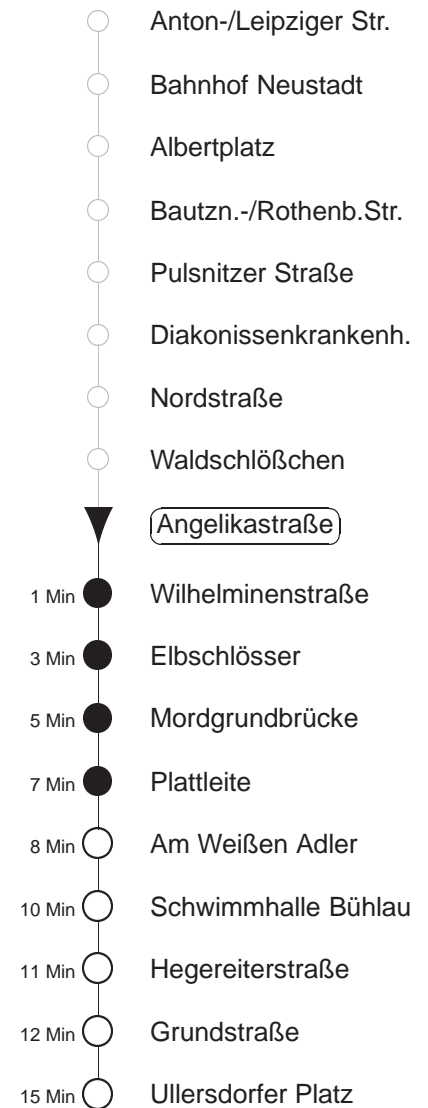 Anton-/Leipziger Str.
Bahnhof Neustadt
Albertplatz
Bautzn.-/Rothenb.Str.
Pulsnitzer Straße
Diakonissenkrankenh.
Nordstraße
Waldschlößchen
Angelikastraße
1 Min Wilhelminenstraße
3 Min Elbschlösser
5 Min Mordgrundbrücke
7 Min Plattleite
8 Min Am Weißen Adler
10 Min Schwimmhalle Bühlau
11 Min Hegereiterstraße
12 Min Grundstraße
15 Min Ullersdorfer Platz